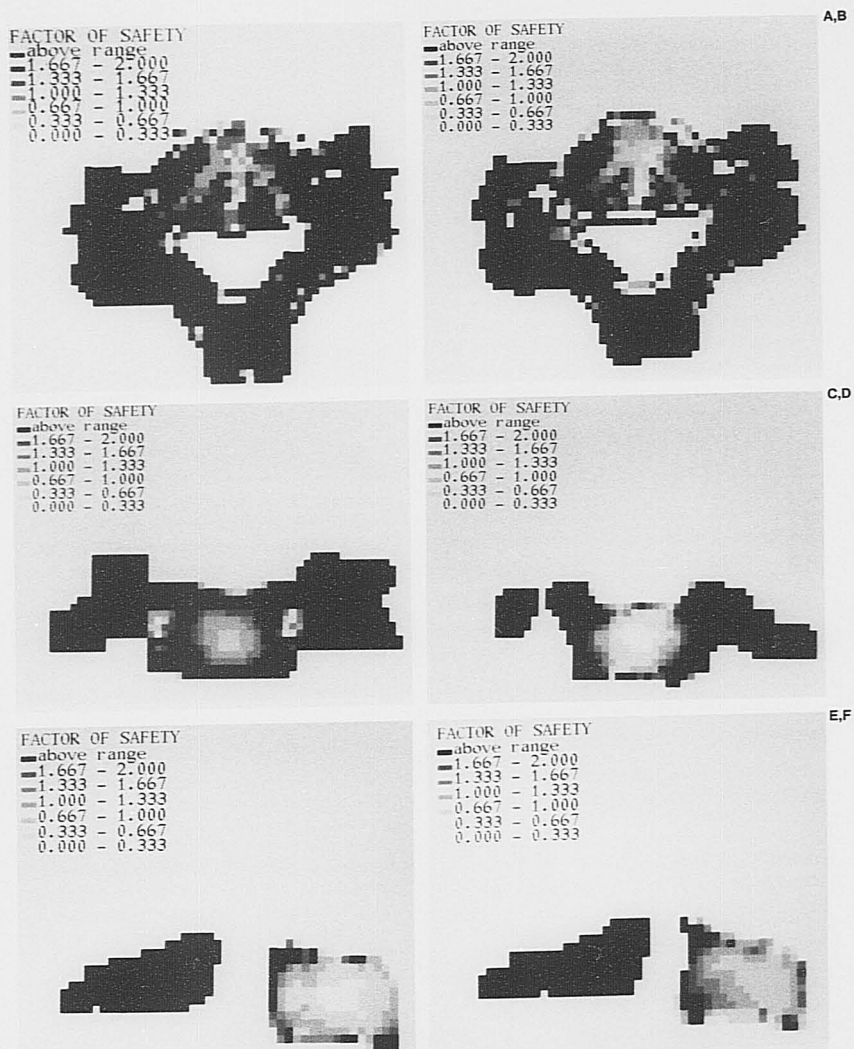 A,B
FACTOR OF SAFETY
above range
1.667 - 2.000
1.333 - 1.667
1.000 - 1.333
0.667 - 1.000
0.333 - 0.667
0.000 - 0.333
FACTOR OF SAFETY
above range
1.667 - 2.000
1.333 - 1.667
1.000 - 1.333
0.667 - 1.000
0.333 - 0.667
0.000 - 0.333
C,D
FACTOR OF SAFETY
above range
1.667 - 2.000
1.333 - 1.667
1.000 - 1.333
0.667 - 1.000
0.333 - 0.667
0.000 - 0.333
FACTOR OF SAFETY
above range
1.667 - 2.000
1.333 - 1.667
1.000 - 1.333
0.667 - 1.000
0.333 - 0.667
0.000 - 0.333
E,F
FACTOR OF SAFETY
above range
1.667 - 2.000
1.333 - 1.667
1.000 - 1.333
0.667 - 1.000
0.333 - 0.667
0.000 - 0.333
FACTOR OF SAFETY
above range
1.667 - 2.000
1.333 - 1.667
1.000 - 1.333
0.667 - 1.000
0.333 - 0.667
0.000 - 0.333